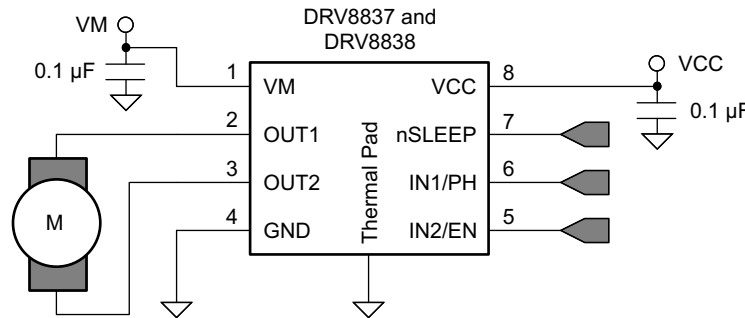 DRV8837 and
DRV8838
VM
0.1 µF
VCC
0.1 µF
1
VM
2
OUT1
3
OUT2
4
GND
Thermal Pad
8
VCC
7
nSLEEP
6
IN1/PH
5
IN2/EN
M